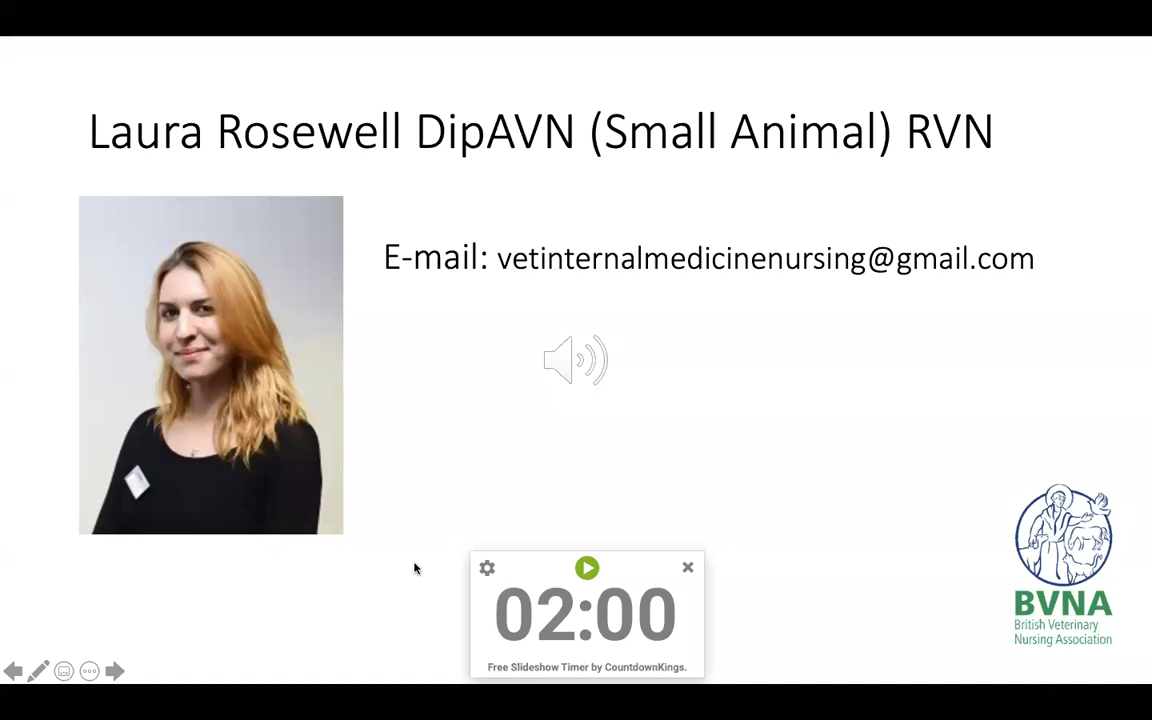 Laura Rosewell DipAVN (Small Animal) RVN
E-mail: vetinternalmedicinenursing@gmail.com
02:00
Free Slideshow Timer by CountdownKings.
BVNA
British Veterinary
Nursing Association